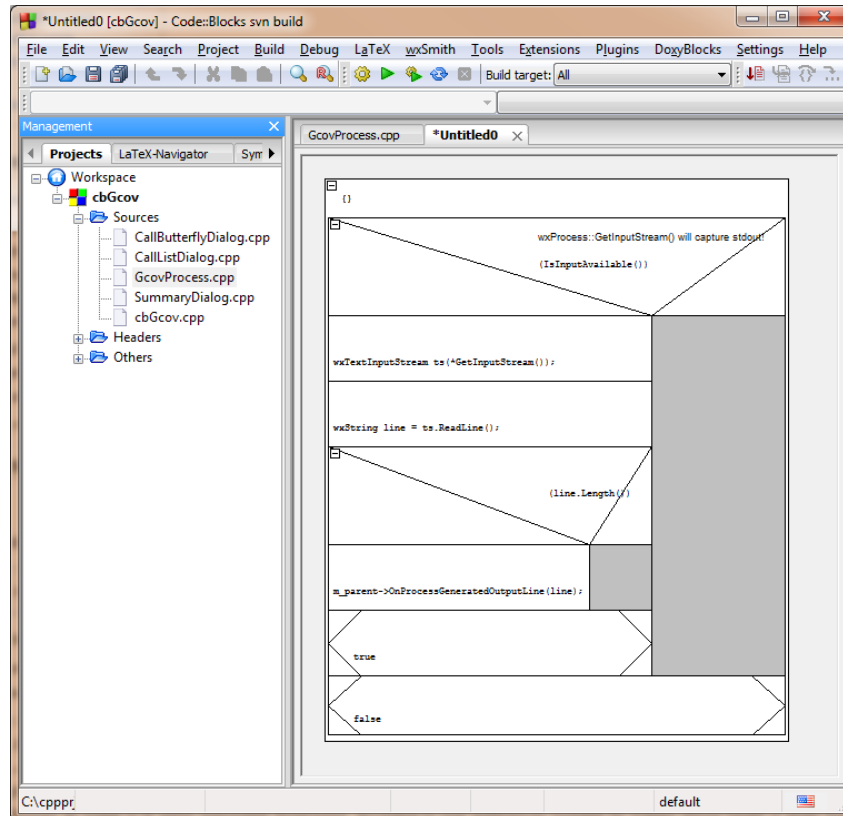 *Untitled0 [cbGcov] - Code::Blocks svn build
File Edit View Search Project Build Debug LaTeX wxSmith Tools Extensions Plugins DoxyBlocks Settings Help
Build target: All
Management
Projects LaTeX-Navigator Sym
GcovProcess.cpp *Untitled0
Workspace
cbGcov
Sources
CallButterflyDialog.cpp
CallListDialog.cpp
GcovProcess.cpp
SummaryDialog.cpp
cbGcov.cpp
Headers
Others
{}
wxProcess::GetInputStream() will capture stdout!
(IsInputAvailable())
wxTextInputStream ts(*GetInputStream());
wxString line = ts.ReadLine();
(line.Length())
m_parent->OnProcessGeneratedOutputLine(line);
true
false
C:\cpppr
default